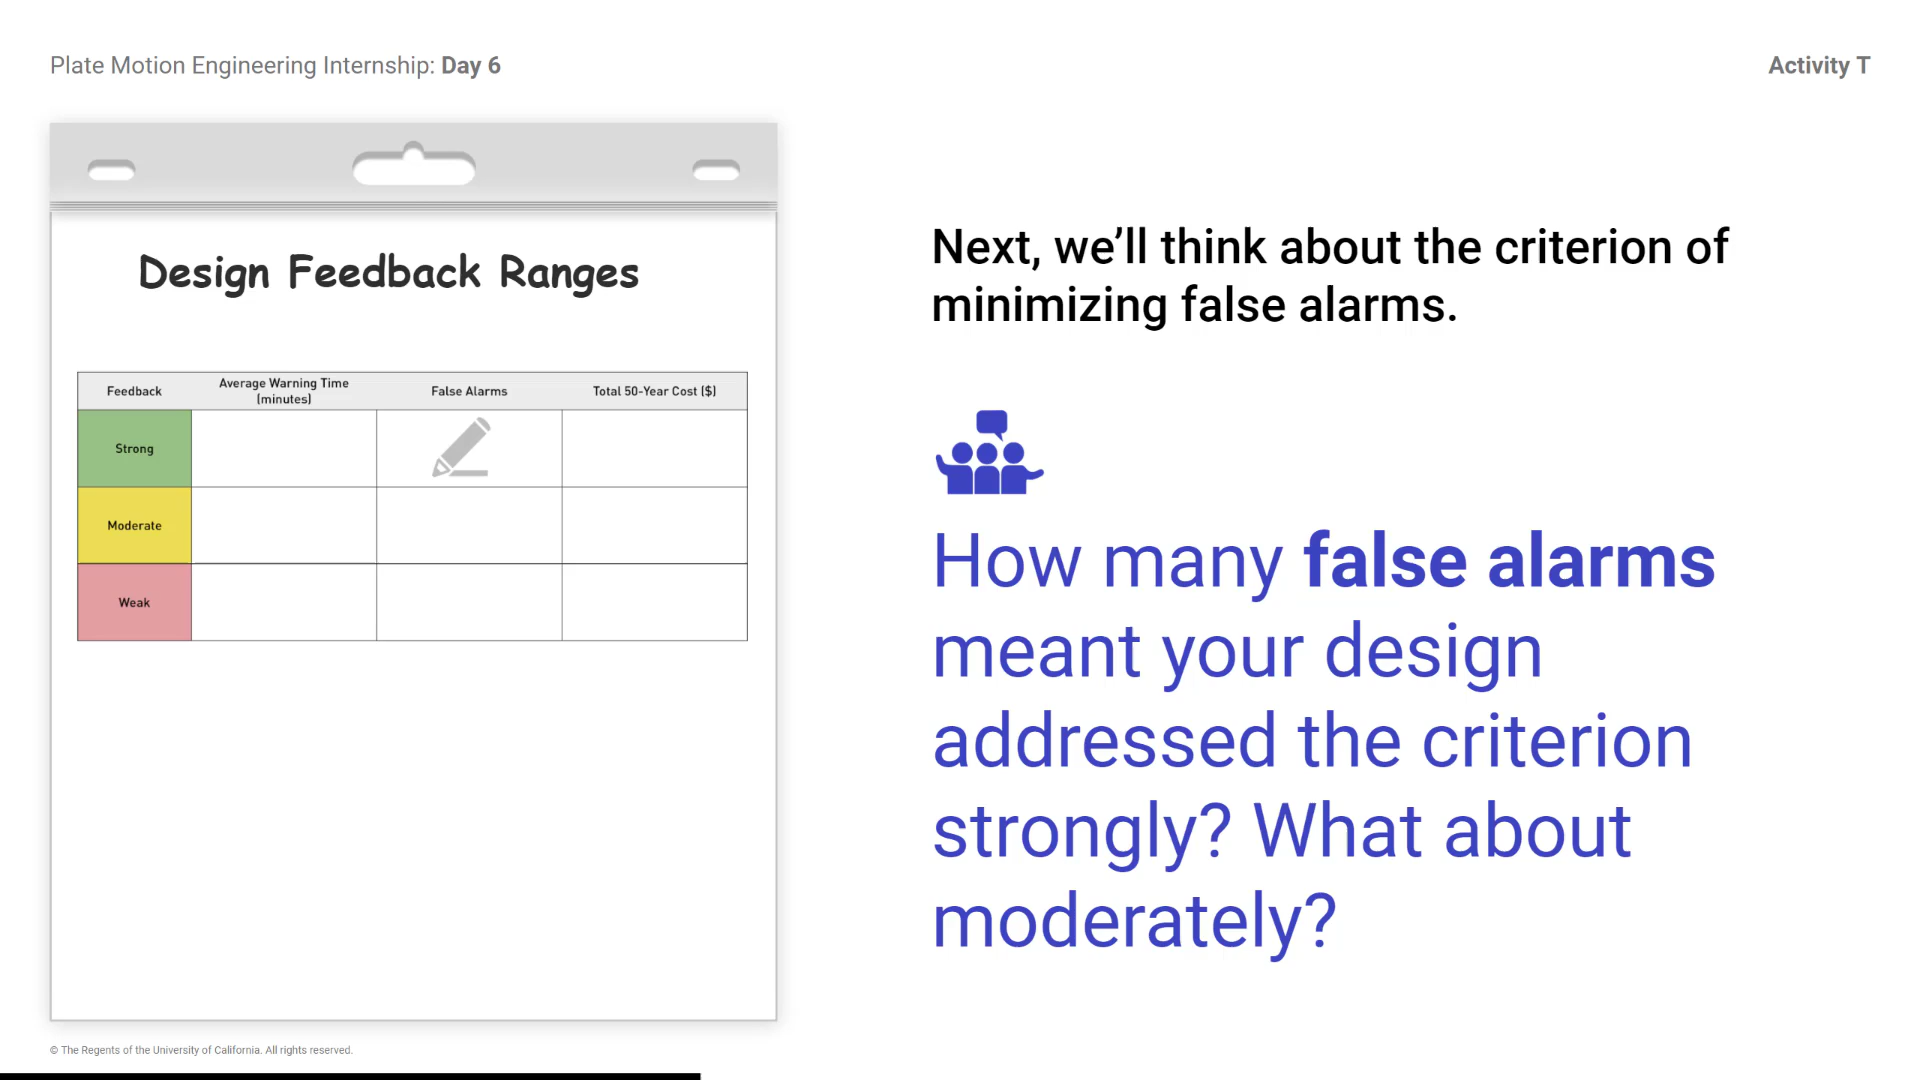 Plate Motion Engineering Internship: Day 6
Activity T
Design Feedback Ranges
Feedback
Average Warning Time
(minutes)
False Alarms
Total 50-Year Cost ($)
Strong
Moderate
Weak
Next, we’ll think about the criterion of
minimizing false alarms.
How many false alarms
meant your design
addressed the criterion
strongly? What about
moderately?
© The Regents of the University of California. All rights reserved.